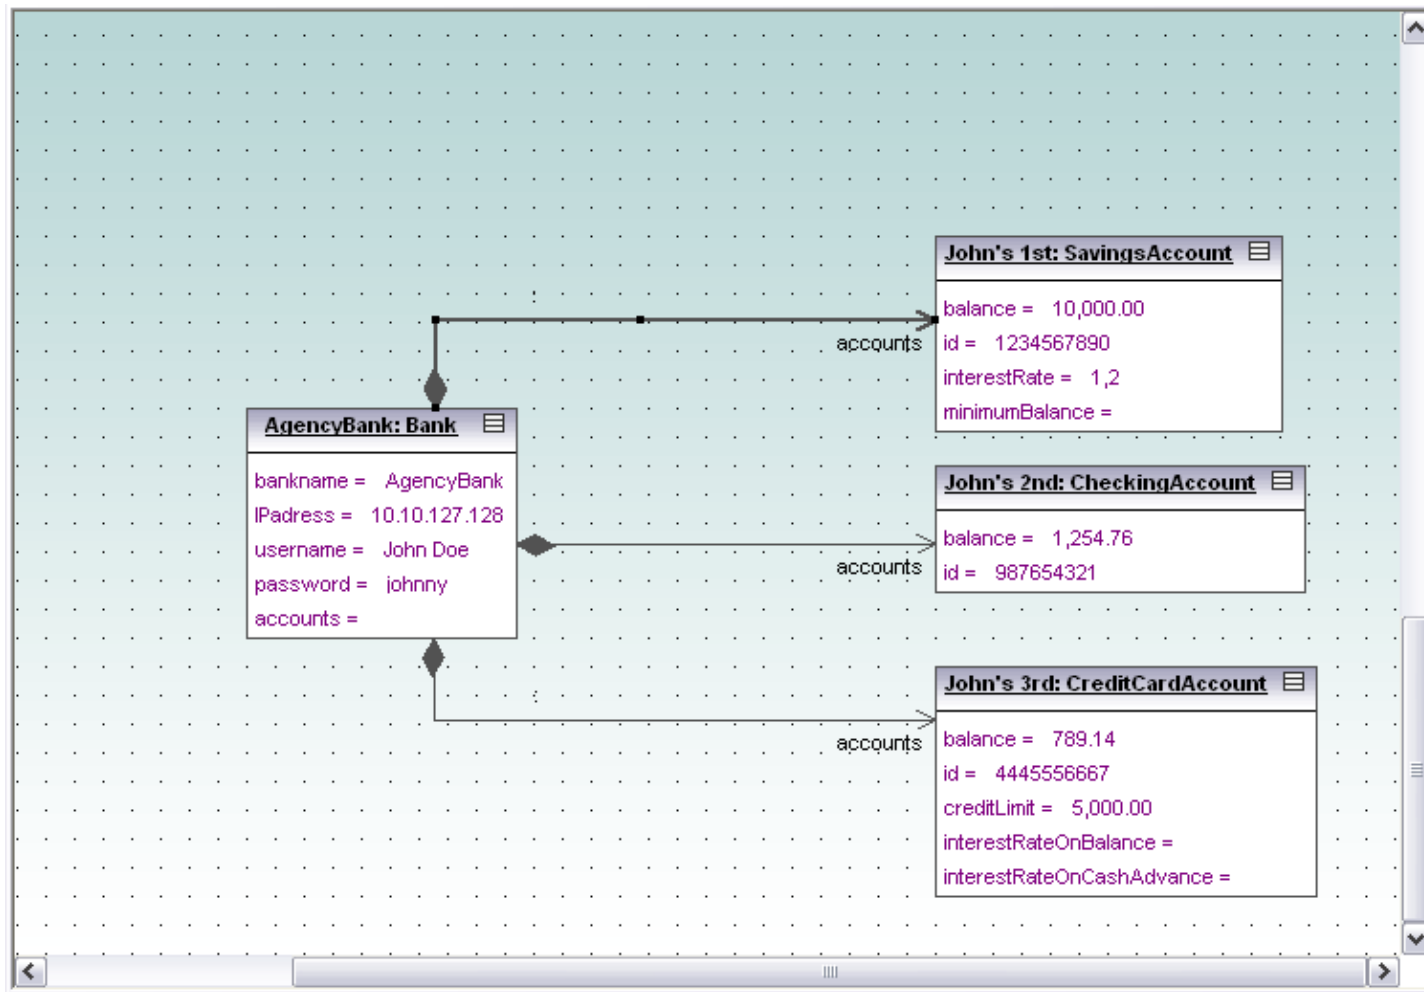 John's 1st: SavingsAccount
balance = 10,000.00
id = 1234567890
interestRate = 1,2
minimumBalance =
:
accounts
AgencyBank: Bank
bankname = AgencyBank
IPadress = 10.10.127.128
username = John Doe
password = johnny
accounts =
John's 2nd: CheckingAccount
balance = 1,254.76
id = 987654321
accounts
:
John's 3rd: CreditCardAccount
balance = 789.14
id = 4445556667
creditLimit = 5,000.00
interestRateOnBalance =
interestRateOnCashAdvance =
accounts